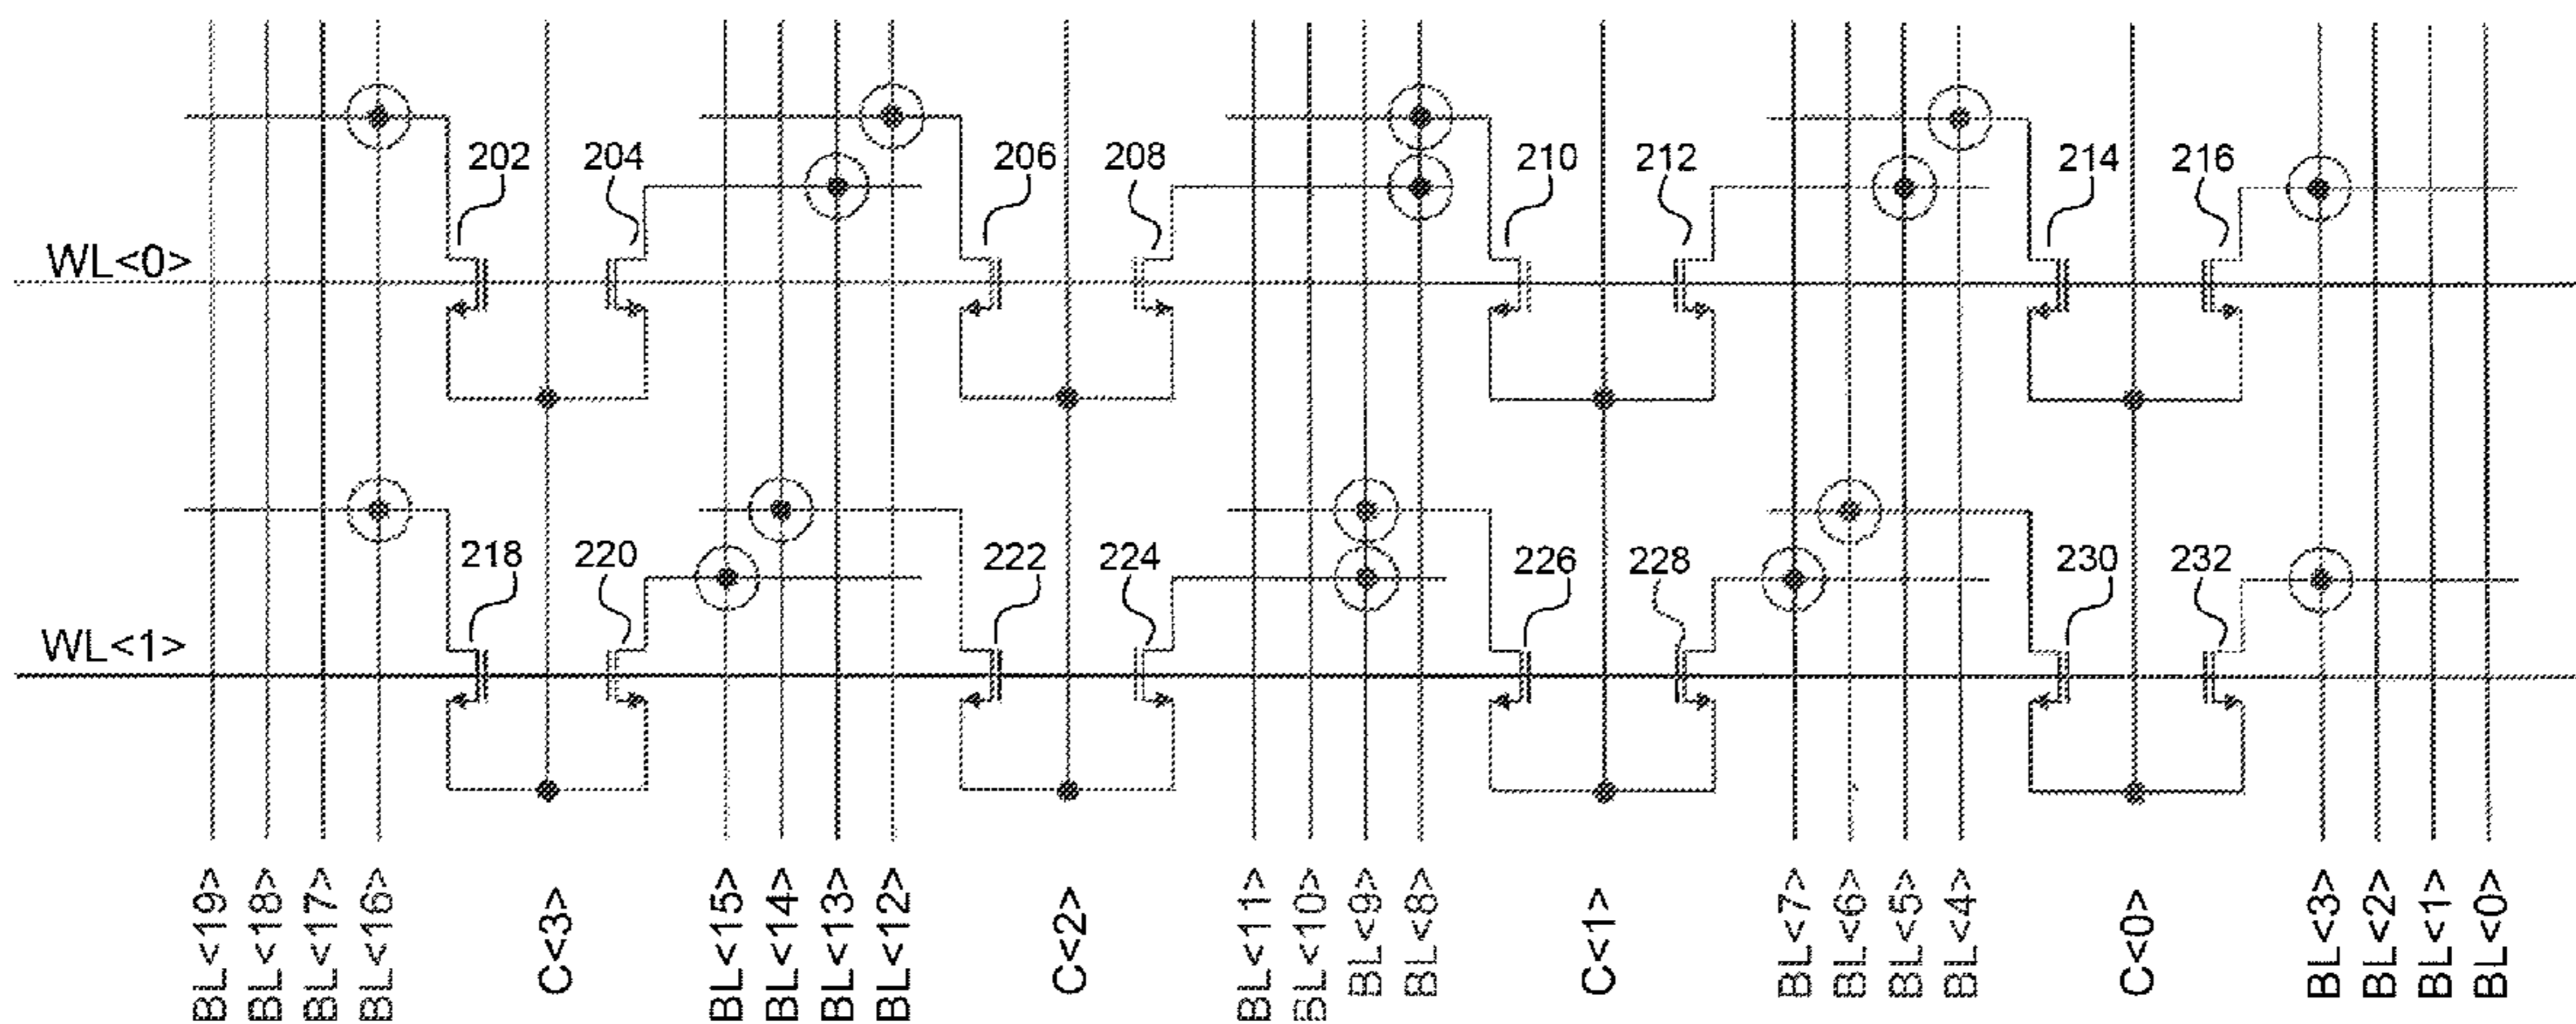 202 204 206 208 210 212 214 216
WL<0>
218 220 222 224 226 228 230 232
WL<1>
BL<19>
BL<18>
BL<17>
BL<16>
C<3>
BL<15>
BL<14>
BL<13>
BL<12>
C<2>
BL<11>
BL<10>
BL<9>
BL<8>
C<1>
BL<7>
BL<6>
BL<5>
BL<4>
C<0>
BL<3>
BL<2>
BL<1>
BL<0>